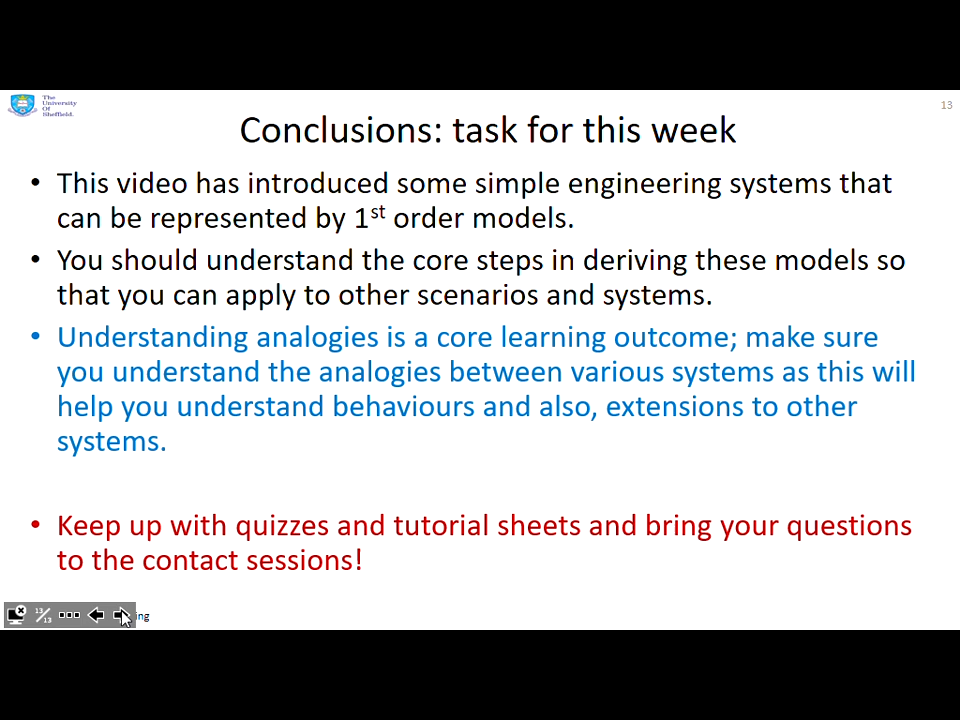 The
University
Of
Sheffield.
13
Conclusions: task for this week
• This video has introduced some simple engineering systems that
can be represented by 1st order models.
• You should understand the core steps in deriving these models so
that you can apply to other scenarios and systems.
• Understanding analogies is a core learning outcome; make sure
you understand the analogies between various systems as this will
help you understand behaviours and also, extensions to other
systems.
• Keep up with quizzes and tutorial sheets and bring your questions
to the contact sessions!
13/13